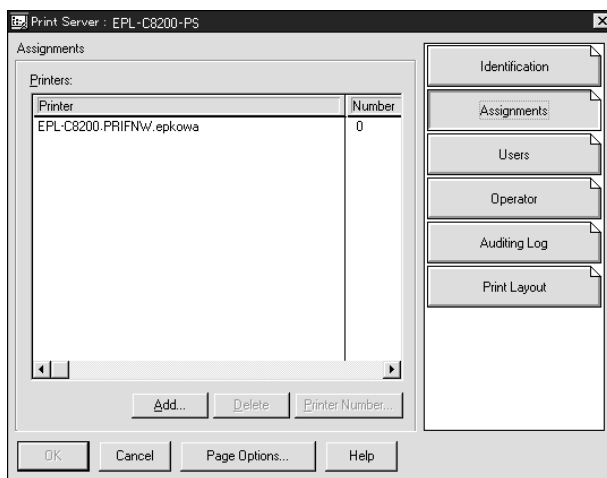 Print Server : EPL-C8200-PS
Assignments
Printers:
Printer Number
EPL-C8200.PRIFNW.epkowa 0
Add... Delete Printer Number...
OK Cancel Page Options... Help
Identification
Assignments
Users
Operator
Auditing Log
Print Layout